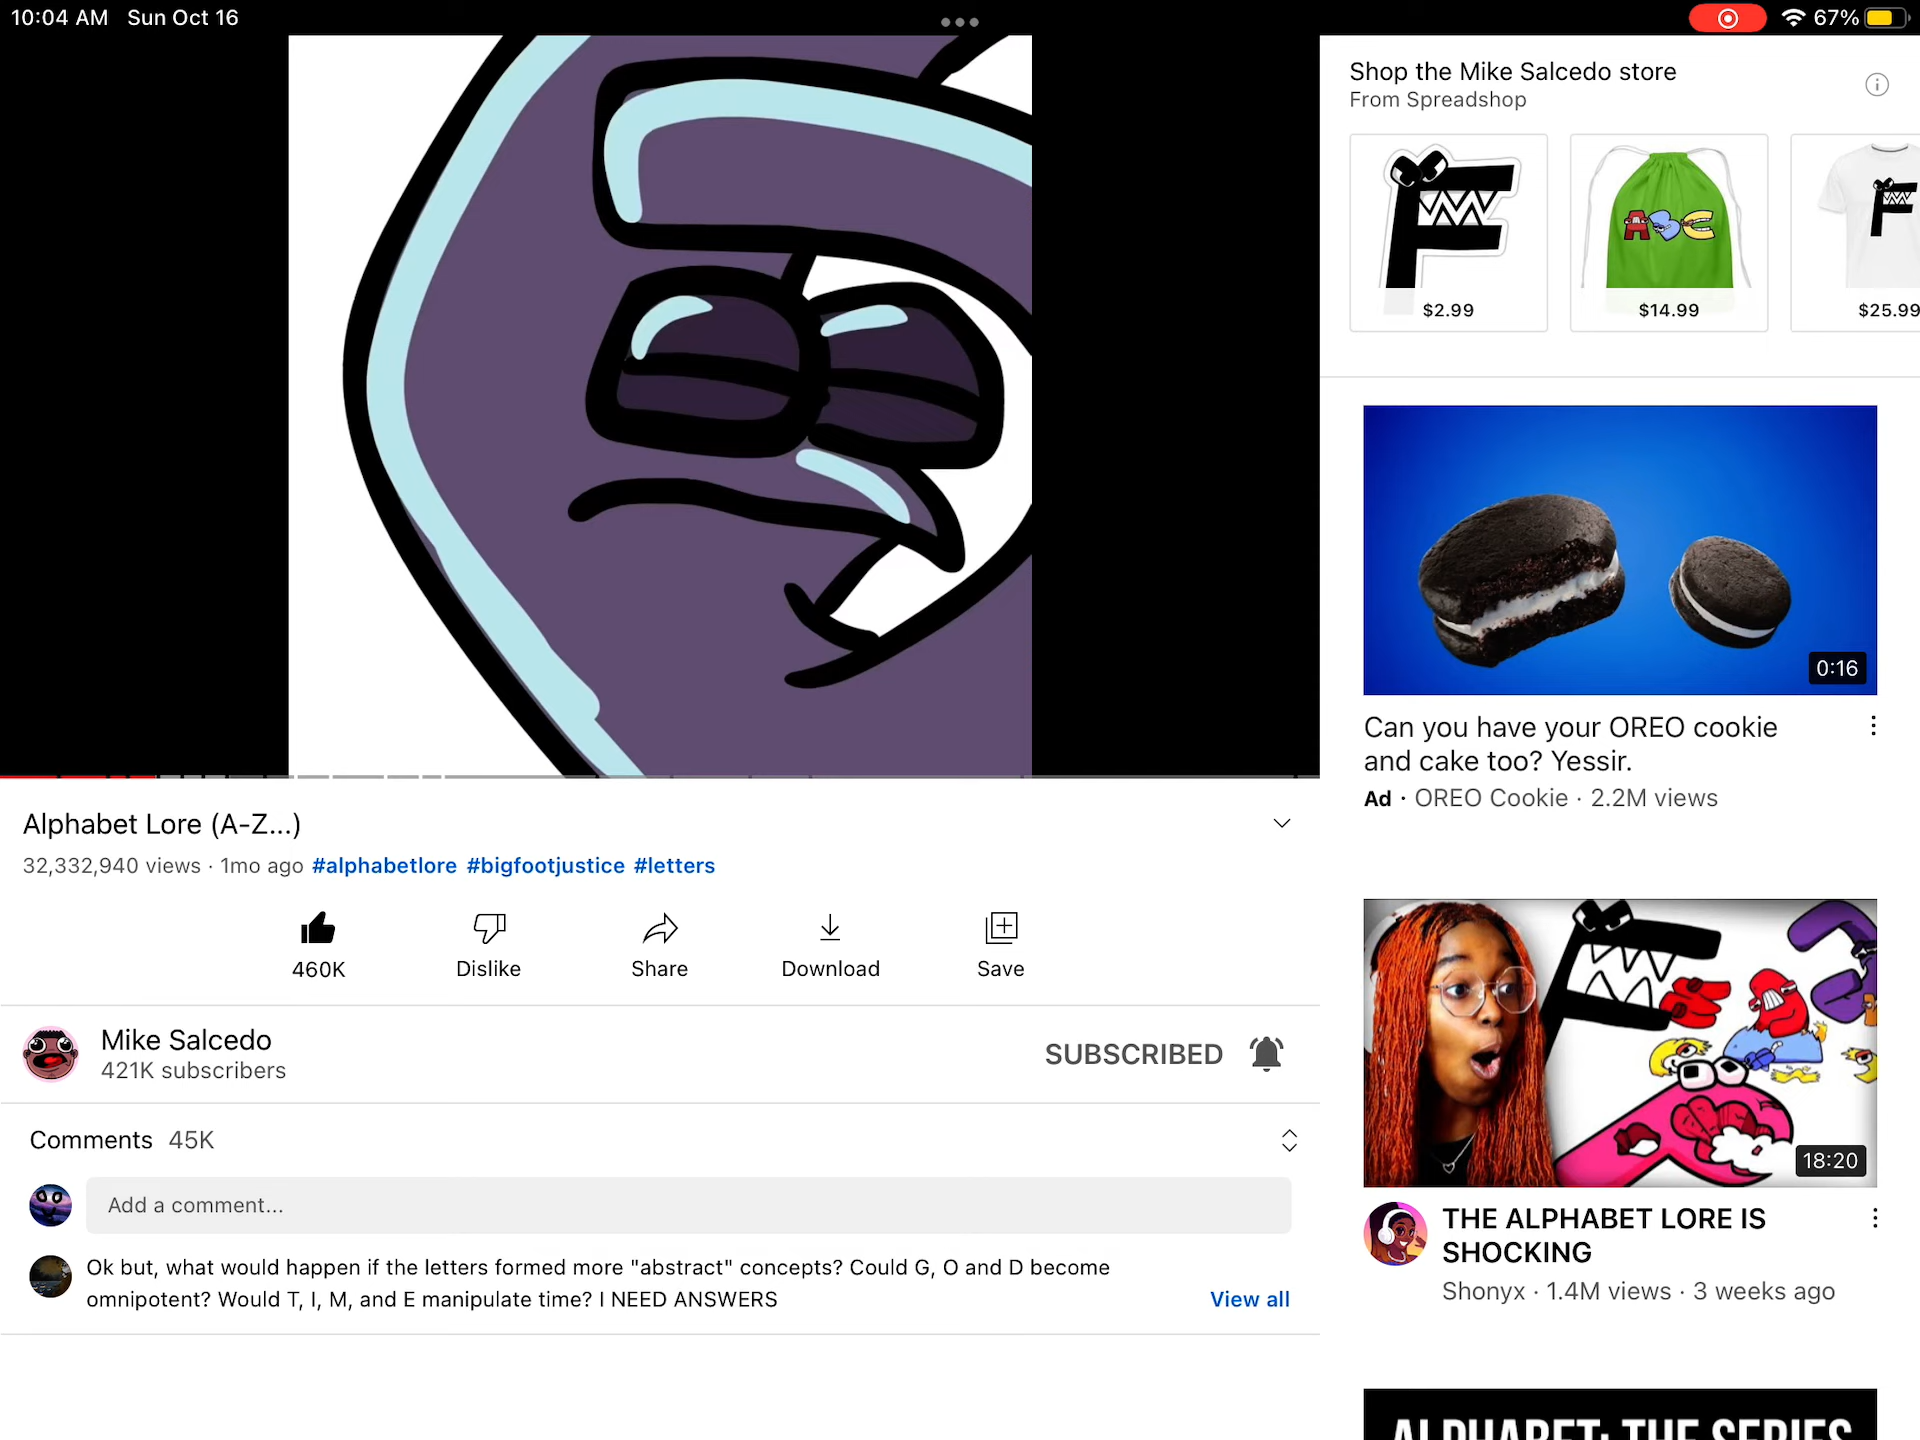 10:04 AM Sun Oct 16
67%
Shop the Mike Salcedo store
From Spreadshop
$2.99
$14.99
$25.99
0:16
Can you have your OREO cookie
and cake too? Yessir.
Ad · OREO Cookie · 2.2M views
Alphabet Lore (A-Z...)
32,332,940 views · 1mo ago #alphabetlore #bigfootjustice #letters
460K
Dislike
Share
Download
Save
Mike Salcedo
421K subscribers
SUBSCRIBED
Comments 45K
Add a comment...
Ok but, what would happen if the letters formed more "abstract" concepts? Could G, O and D become
omnipotent? Would T, I, M, and E manipulate time? I NEED ANSWERS
View all
18:20
THE ALPHABET LORE IS
SHOCKING
Shonyx · 1.4M views · 3 weeks ago
ALPHABET: THE SERIES